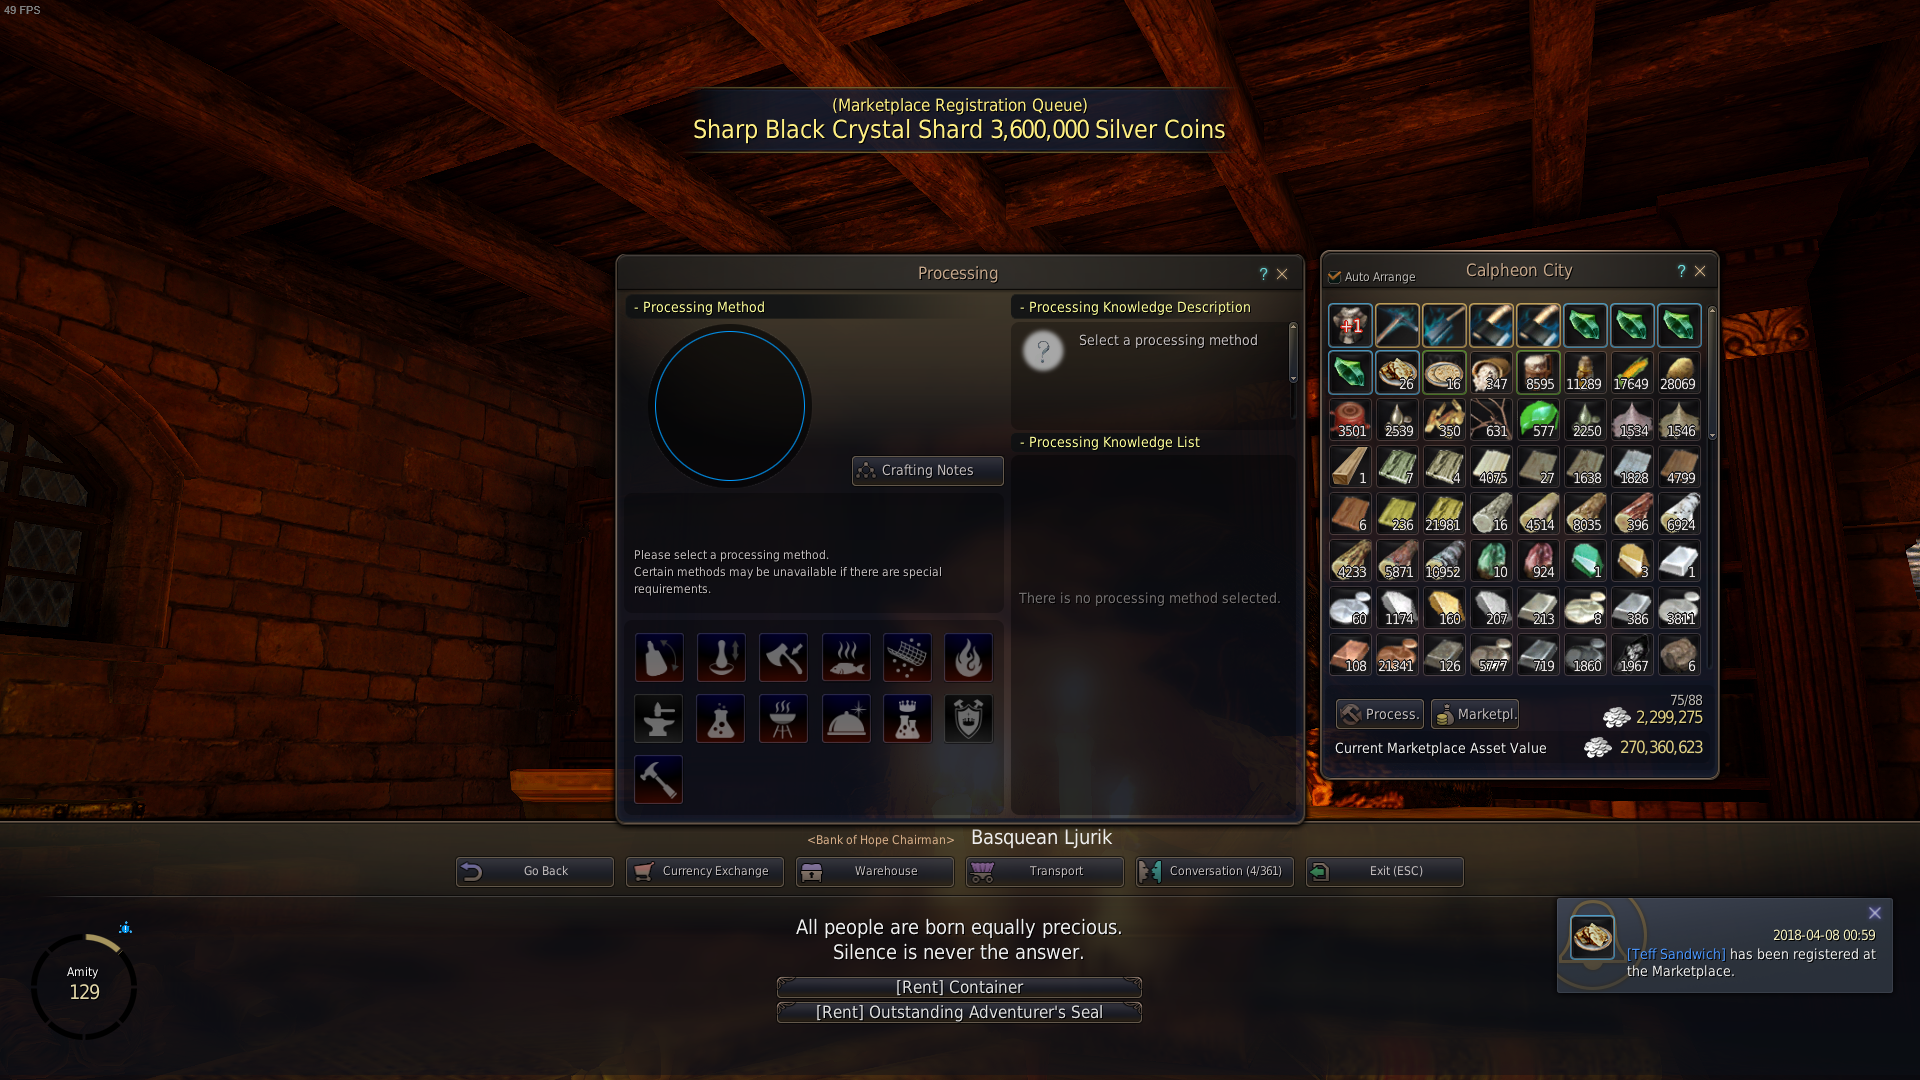 49 FPS
(Marketplace Registration Queue)
Sharp Black Crystal Shard 3,600,000 Silver Coins
Processing
?
- Processing Method
Crafting Notes
Please select a processing method.
Certain methods may be unavailable if there are special
requirements.
- Processing Knowledge Description
?
Select a processing method
- Processing Knowledge List
There is no processing method selected.
Auto Arrange
Calpheon City
?
+1
26 16 347 8595 11289 17649 28069
3501 2539 350 631 577 2250 1534 1546
1 7 4 4075 27 1638 1828 4799
6 236 21981 16 4514 8035 396 6924
4233 5871 10952 10 924 1 3 1
60 1174 160 207 213 8 386 3811
108 21341 126 5777 719 1860 1967 6
75/88
Process. Marketpl. 2,299,275
Current Marketplace Asset Value 270,360,623
<Bank of Hope Chairman> Basquean Ljurik
Go Back
Currency Exchange
Warehouse
Transport
Conversation (4/361)
Exit (ESC)
All people are born equally precious.
Silence is never the answer.
[Rent] Container
[Rent] Outstanding Adventurer's Seal
Amity
129
2018-04-08 00:59
[Teff Sandwich] has been registered at
the Marketplace.